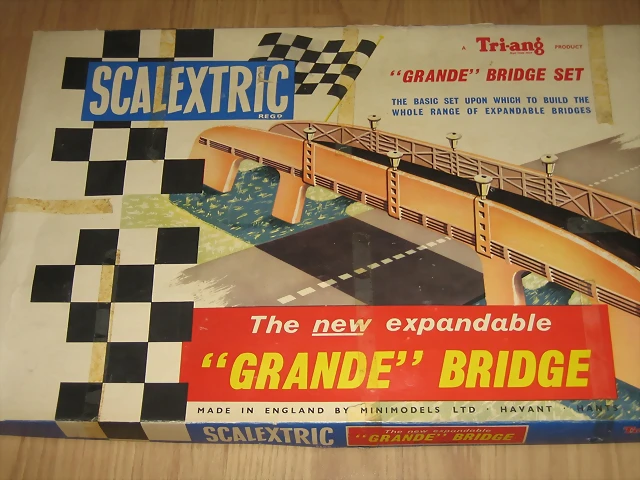 SCALEXTRIC
REGD
A Tri-ang PRODUCT
"GRANDE" BRIDGE SET
THE BASIC SET UPON WHICH TO BUILD THE
WHOLE RANGE OF EXPANDABLE BRIDGES
The new expandable
"GRANDE" BRIDGE
MADE IN ENGLAND BY MINIMODELS LTD · HAVANT · HANTS
SCALEXTRIC
The new expandable
"GRANDE" BRIDGE